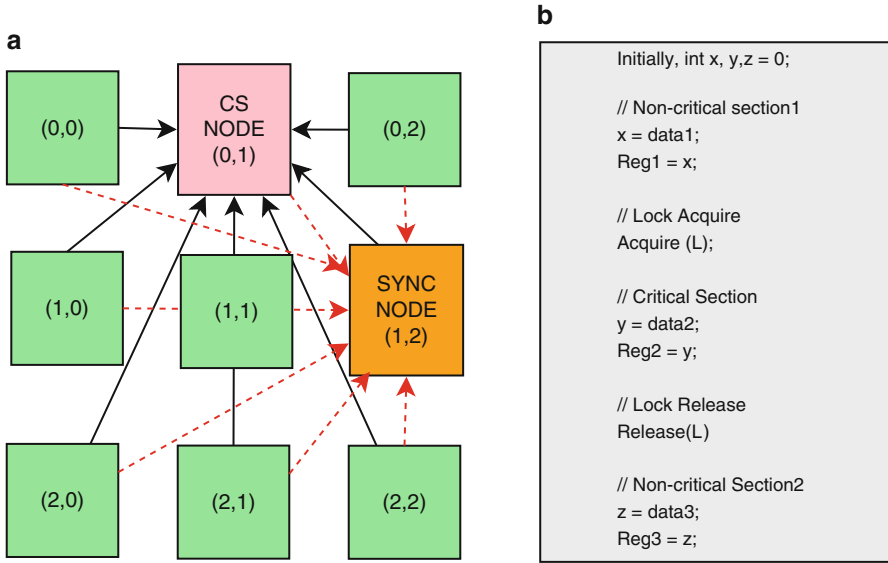 a
CS
NODE
(0,1)
(0,0)
(0,2)
(1,0)
(1,1)
SYNC
NODE
(1,2)
(2,0)
(2,1)
(2,2)
b
Initially, int x, y,z = 0;
// Non-critical section1
x = data1;
Reg1 = x;
// Lock Acquire
Acquire (L);
// Critical Section
y = data2;
Reg2 = y;
// Lock Release
Release(L)
// Non-critical Section2
z = data3;
Reg3 = z;